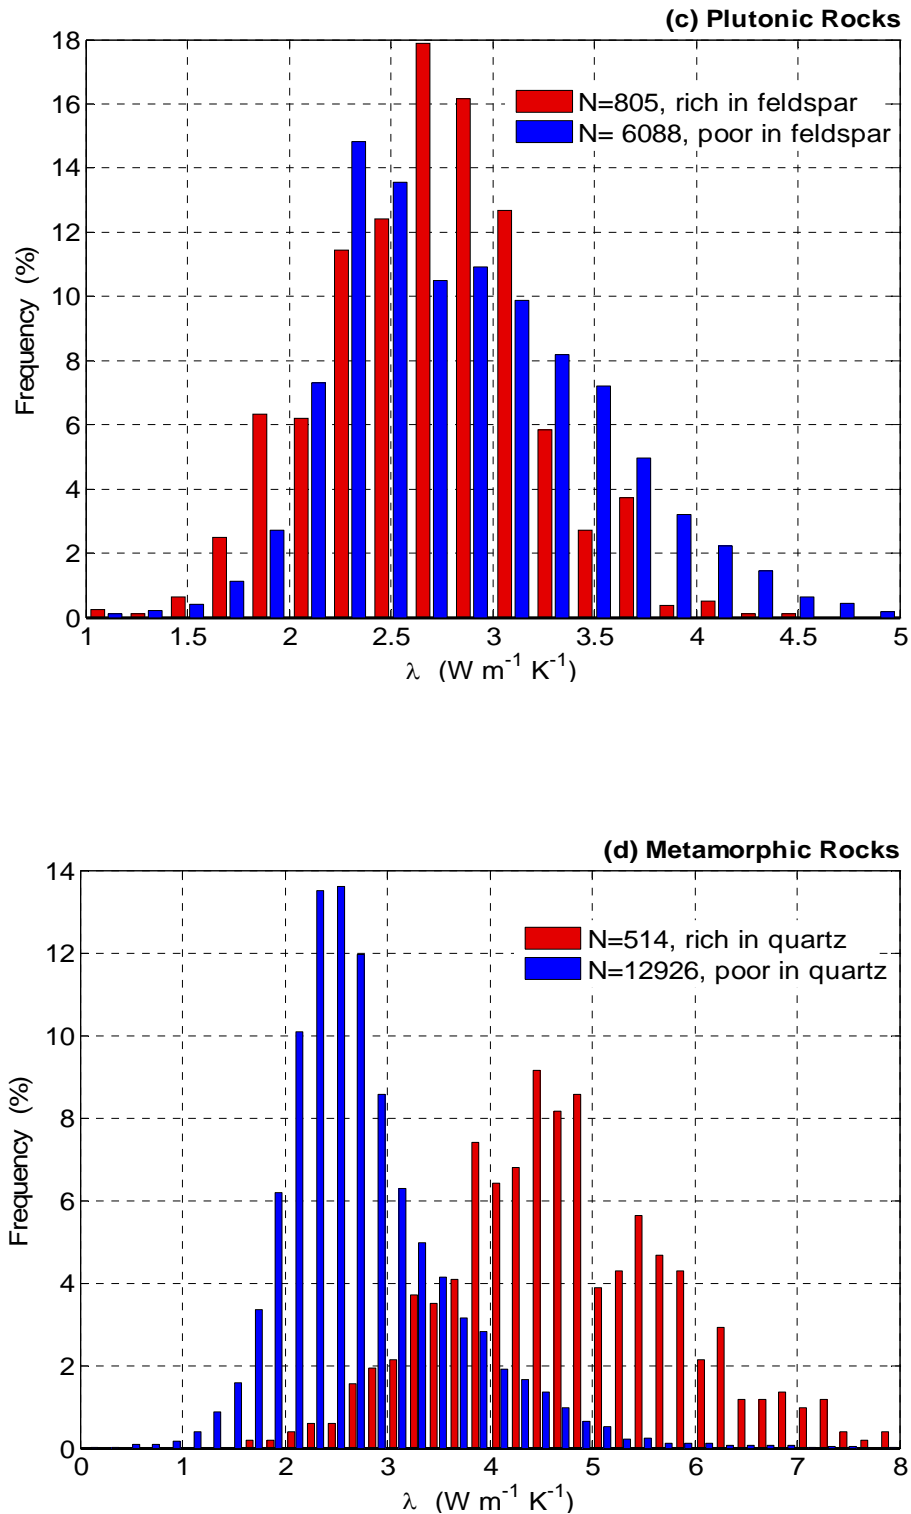 (c) Plutonic Rocks
18
16
14
12
10
8
6
4
2
0
Frequency (%)
N=805, rich in feldspar
N= 6088, poor in feldspar
1 1.5 2 2.5 3 3.5 4 4.5 5
λ (W m⁻¹ K⁻¹)
(d) Metamorphic Rocks
14
12
10
8
6
4
2
0
Frequency (%)
N=514, rich in quartz
N=12926, poor in quartz
0 1 2 3 4 5 6 7 8
λ (W m⁻¹ K⁻¹)